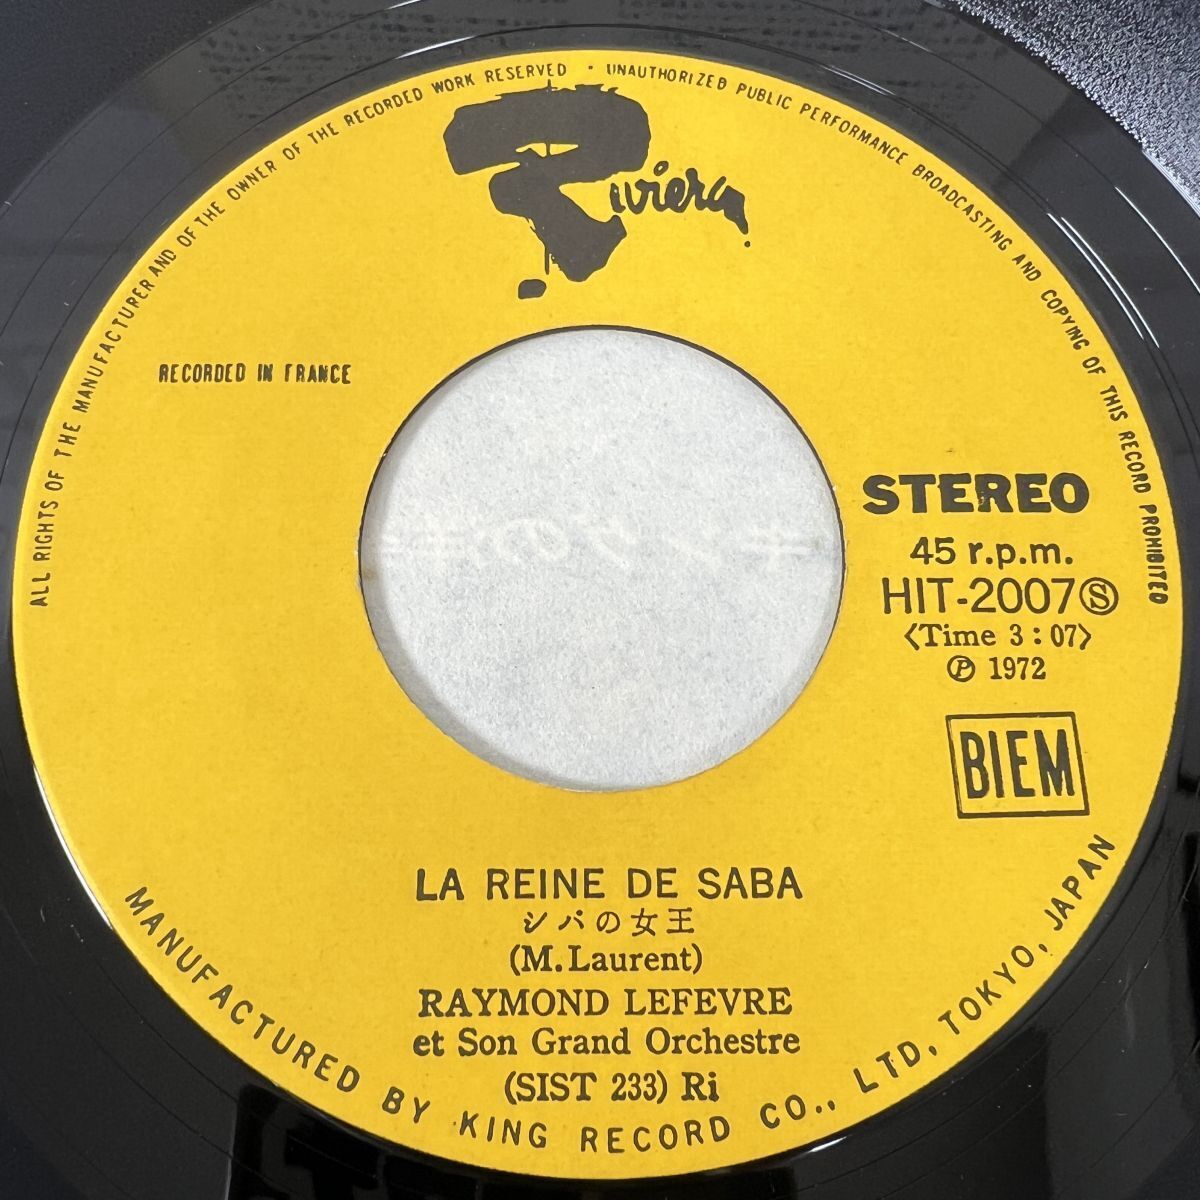 ALL RIGHTS OF THE MANUFACTURER AND OF THE OWNER OF THE RECORDED WORK RESERVED · UNAUTHORIZED PUBLIC PERFORMANCE BROADCASTING AND COPYING OF THIS RECORD PROHIBITED
Riviera
RECORDED IN FRANCE
STEREO
45 r.p.m.
HIT-2007Ⓢ
〈Time 3:07〉
Ⓟ 1972
BIEM
LA REINE DE SABA
シバの女王
(M.Laurent)
RAYMOND LEFEVRE
et Son Grand Orchestre
(SIST 233) Ri
MANUFACTURED BY KING RECORD CO., LTD, TOKYO, JAPAN